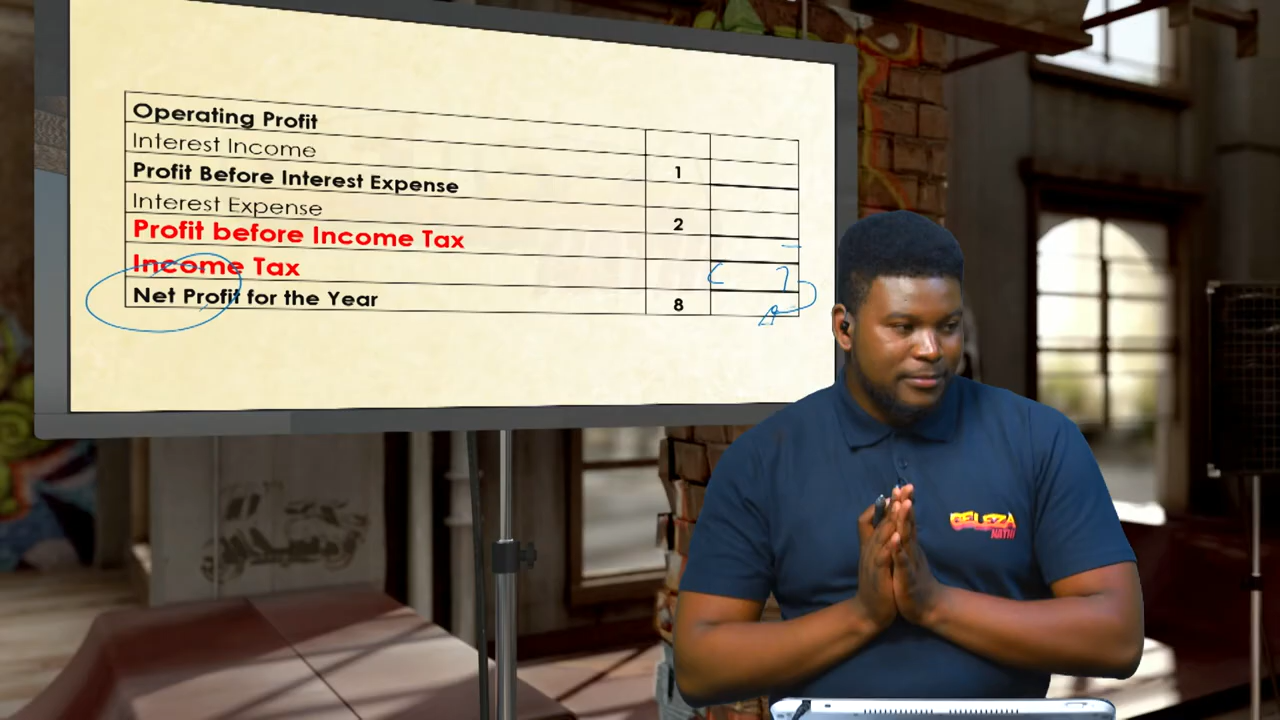 Operating Profit
Interest Income 1
Profit Before Interest Expense
Interest Expense 2
Profit before Income Tax
Income Tax
Net Profit for the Year 8
GELEZA
NATHI